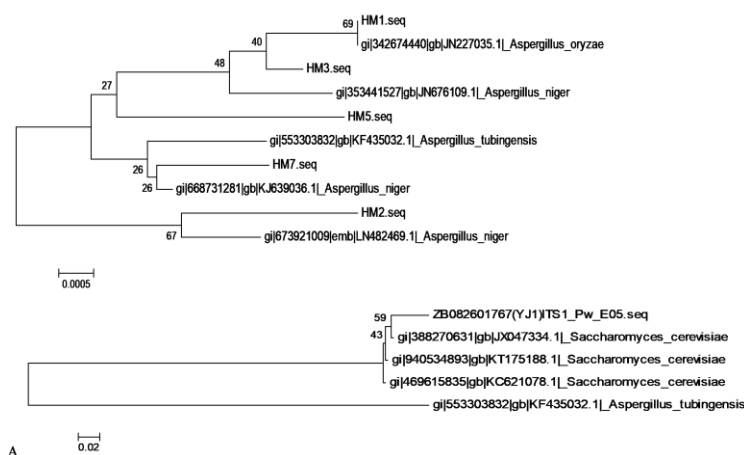 69
HM1.seq
gi|342674440|gb|JN227035.1|_Aspergillus_oryzae
40
HM3.seq
48
gi|353441527|gb|JN676109.1|_Aspergillus_niger
27
HM5.seq
gi|553303832|gb|KF435032.1|_Aspergillus_tubingensis
26
HM7.seq
26
gi|668731281|gb|KJ639036.1|_Aspergillus_niger
HM2.seq
67
gi|673921009|emb|LN482469.1|_Aspergillus_niger
0.0005
59
ZB082601767(YJ1)ITS1_Pw_E05.seq
43
gi|388270631|gb|JX047334.1|_Saccharomyces_cerevisiae
gi|940534893|gb|KT175188.1|_Saccharomyces_cerevisiae
gi|469615835|gb|KC621078.1|_Saccharomyces_cerevisiae
gi|553303832|gb|KF435032.1|_Aspergillus_tubingensis
0.02
A